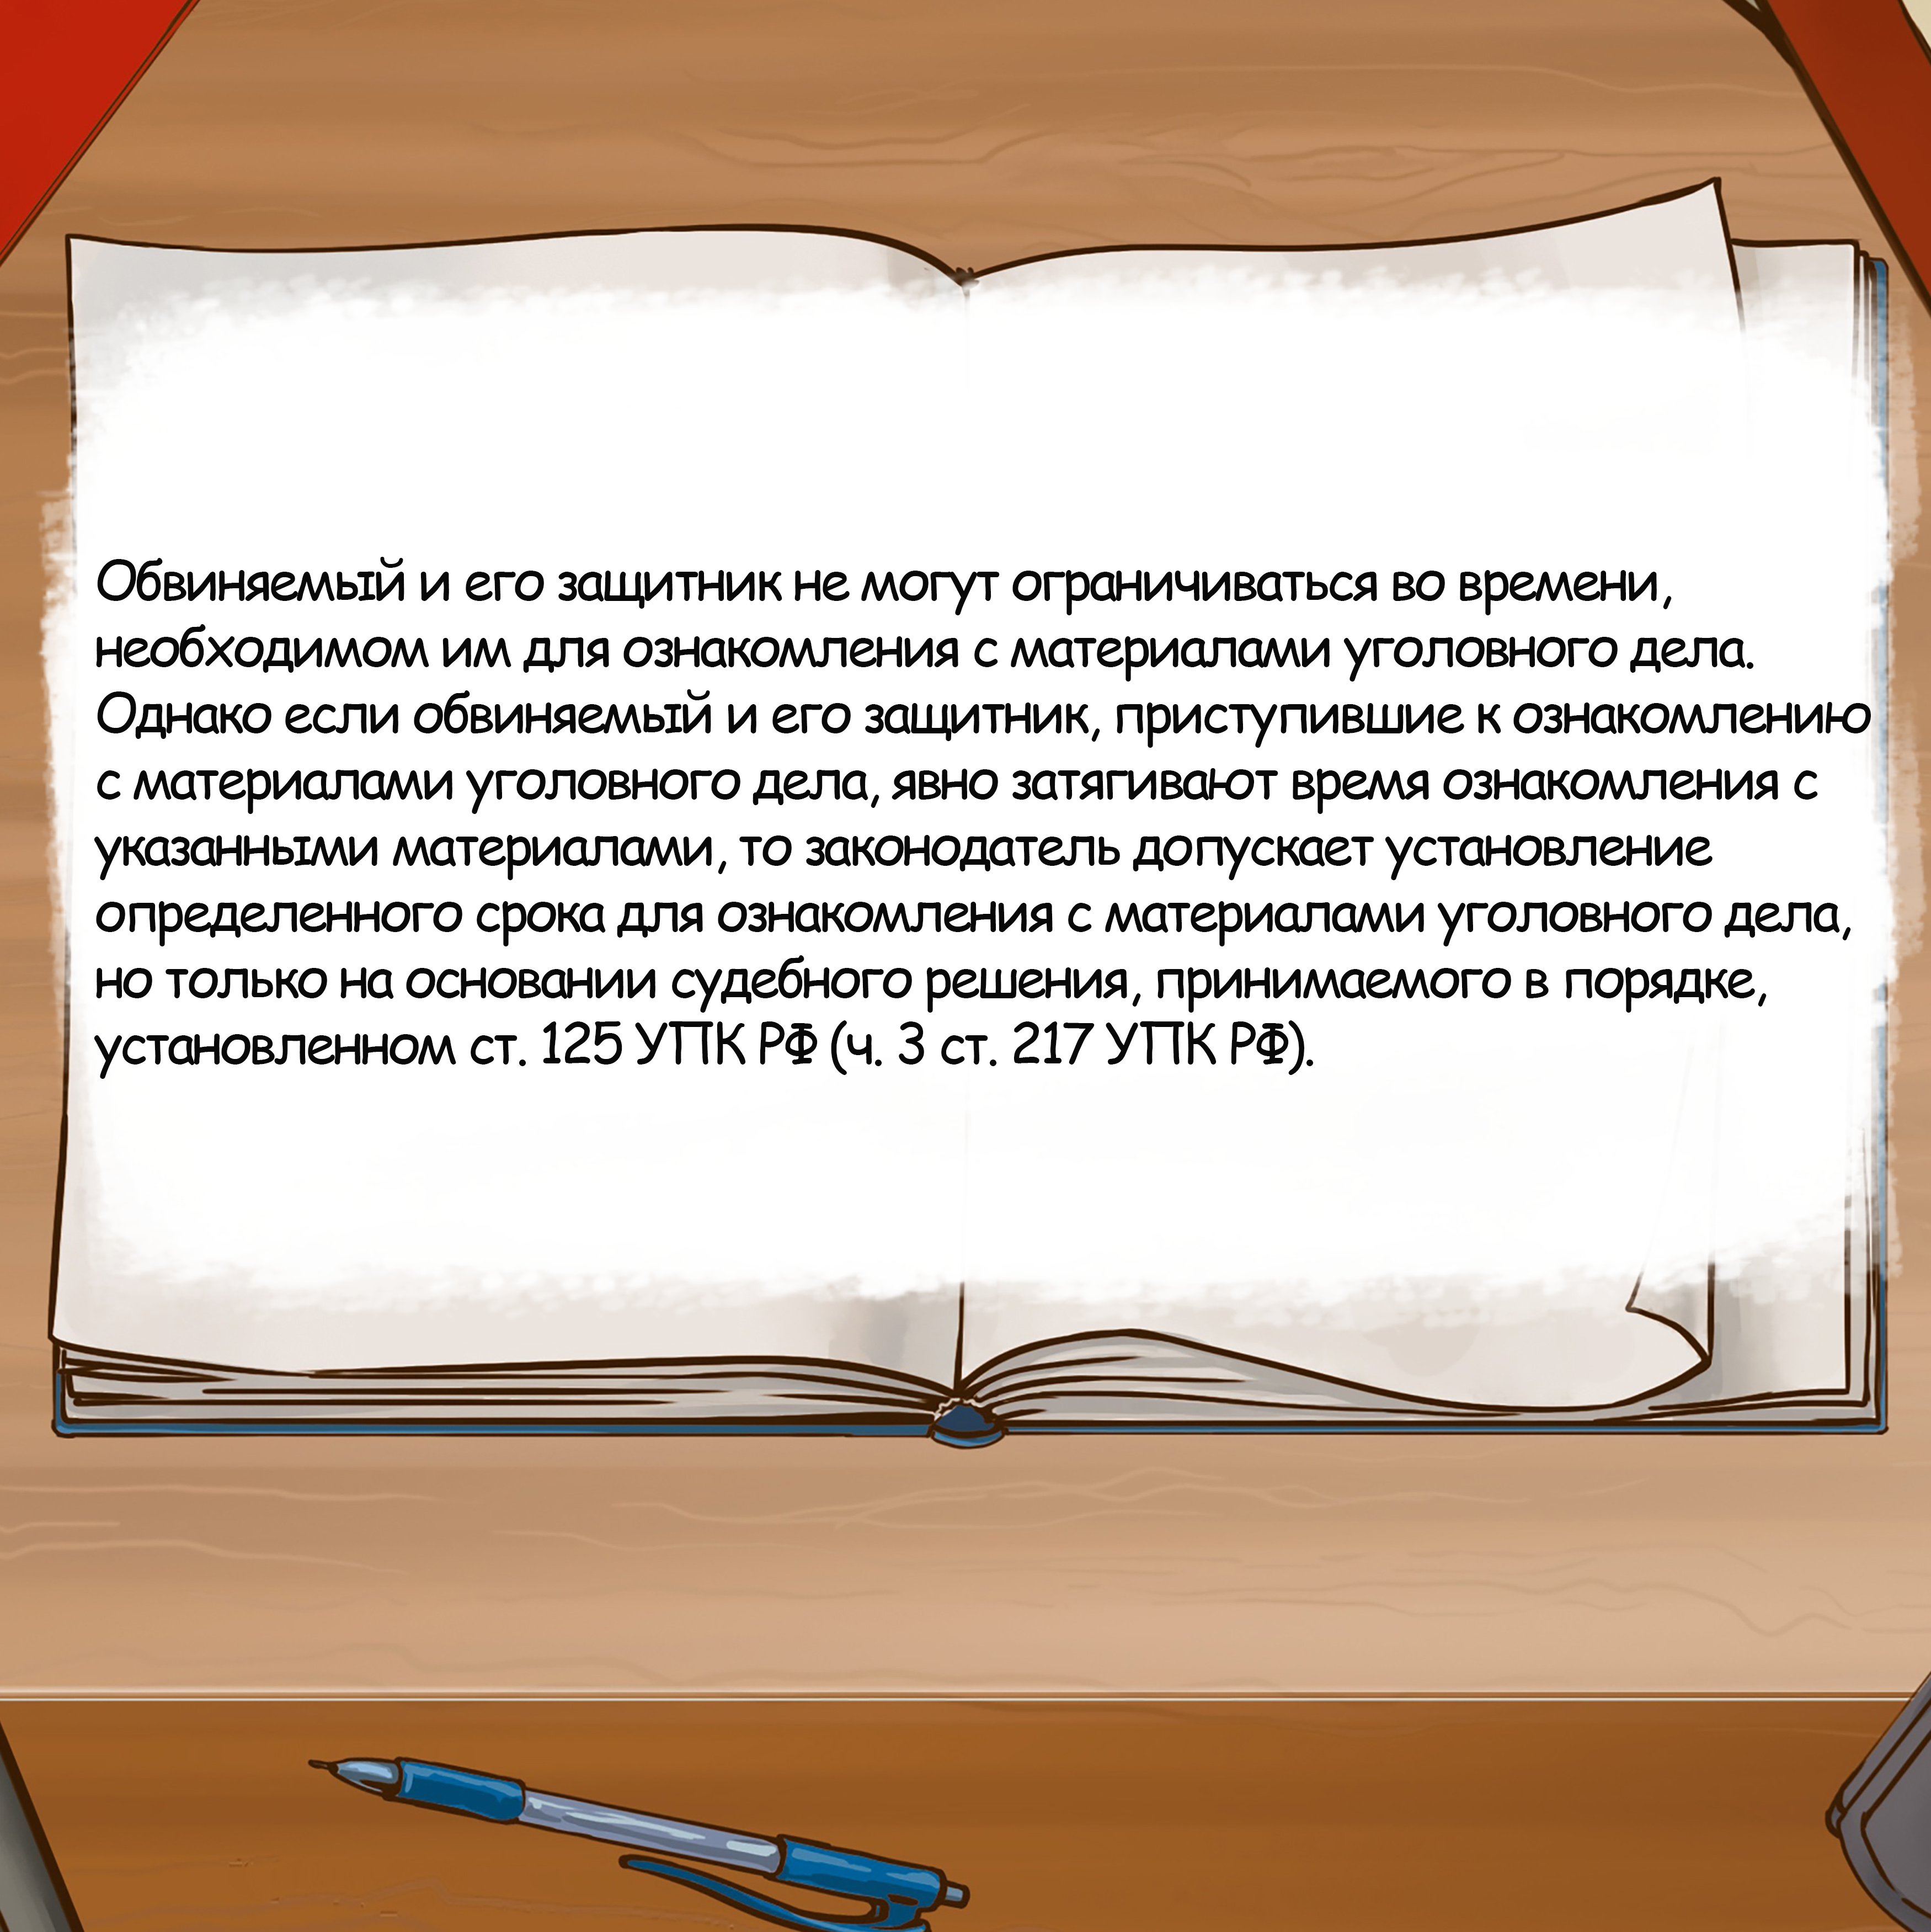 Обвиняемый и его защитник не могут ограничиваться во времени,
необходимом им для ознакомления с материалами уголовного дела.
Однако если обвиняемый и его защитник, приступившие к ознакомлению
с материалами уголовного дела, явно затягивают время ознакомления с
указанными материалами, то законодатель допускает установление
определенного срока для ознакомления с материалами уголовного дела,
но только на основании судебного решения, принимаемого в порядке,
установленном ст. 125 УПК РФ (ч. 3 ст. 217 УПК РФ).